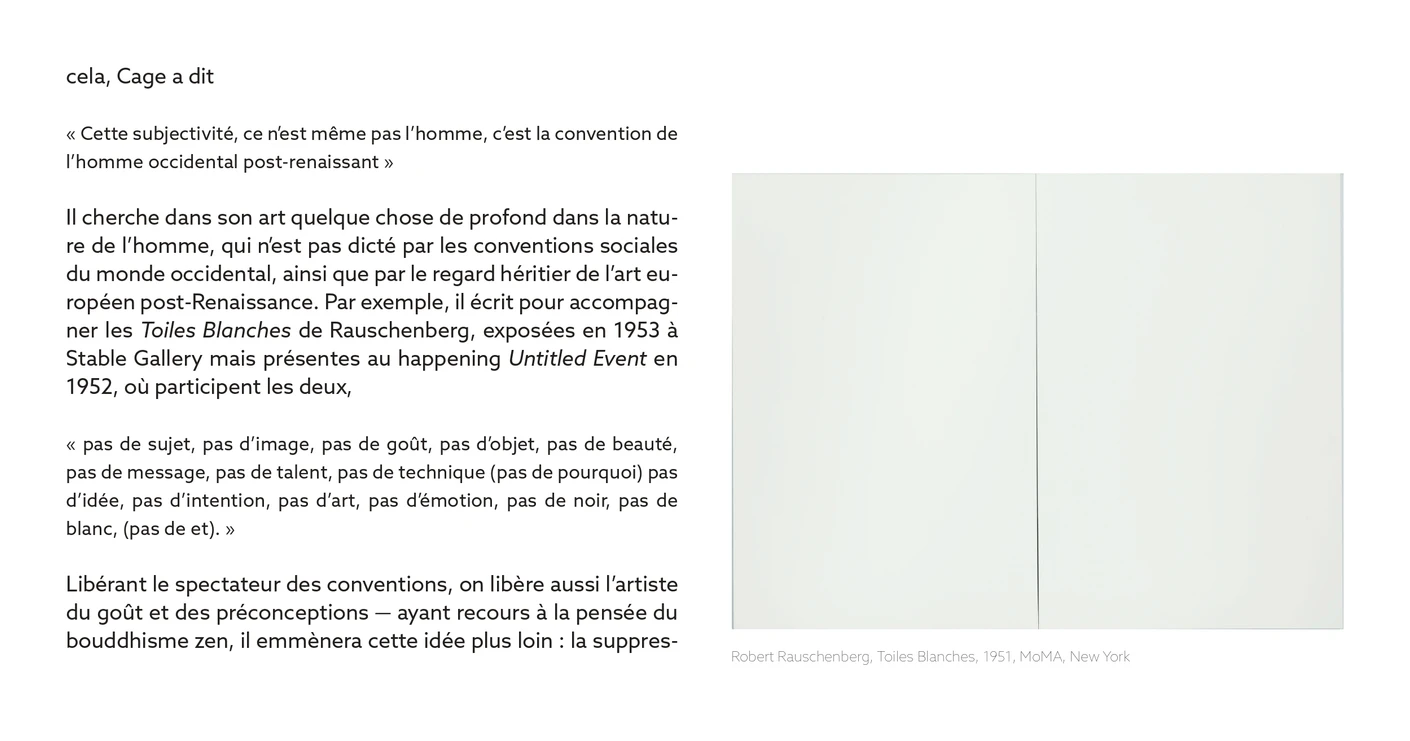 cela, Cage a dit
« Cette subjectivité, ce n’est même pas l’homme, c’est la convention de
l’homme occidental post-renaissant »
Il cherche dans son art quelque chose de profond dans la natu-
re de l’homme, qui n’est pas dicté par les conventions sociales
du monde occidental, ainsi que par le regard héritier de l’art eu-
ropéen post-Renaissance. Par exemple, il écrit pour accompag-
ner les Toiles Blanches de Rauschenberg, exposées en 1953 à
Stable Gallery mais présentes au happening Untitled Event en
1952, où participent les deux,
« pas de sujet, pas d’image, pas de goût, pas d’objet, pas de beauté,
pas de message, pas de talent, pas de technique (pas de pourquoi) pas
d’idée, pas d’intention, pas d’art, pas d’émotion, pas de noir, pas de
blanc, (pas de et). »
Libérant le spectateur des conventions, on libère aussi l’artiste
du goût et des préconceptions — ayant recours à la pensée du
bouddhisme zen, il emmènera cette idée plus loin : la suppres-
Robert Rauschenberg, Toiles Blanches, 1951, MoMA, New York